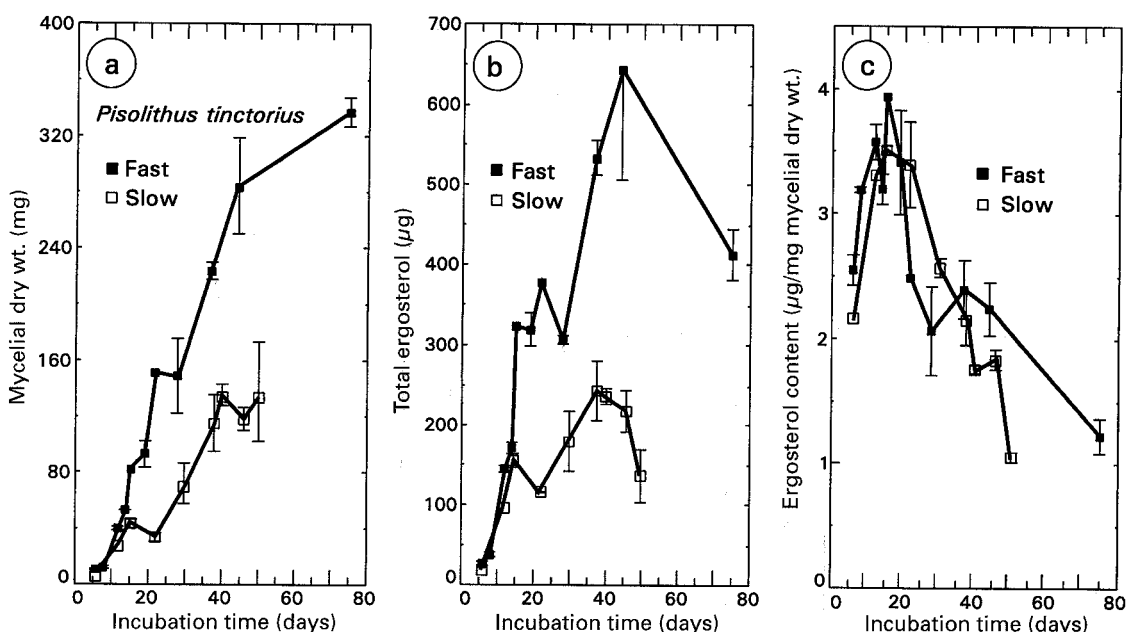 a
Pisolithus tinctorius
Fast
Slow
Mycelial dry wt. (mg)
400
320
240
160
80
0
0 20 40 60 80
Incubation time (days)
b
Fast
Slow
Total ergosterol (µg)
700
600
500
400
300
200
100
0
0 20 40 60 80
Incubation time (days)
c
Fast
Slow
Ergosterol content (µg/mg mycelial dry wt.)
4
3
2
1
0
0 20 40 60 80
Incubation time (days)